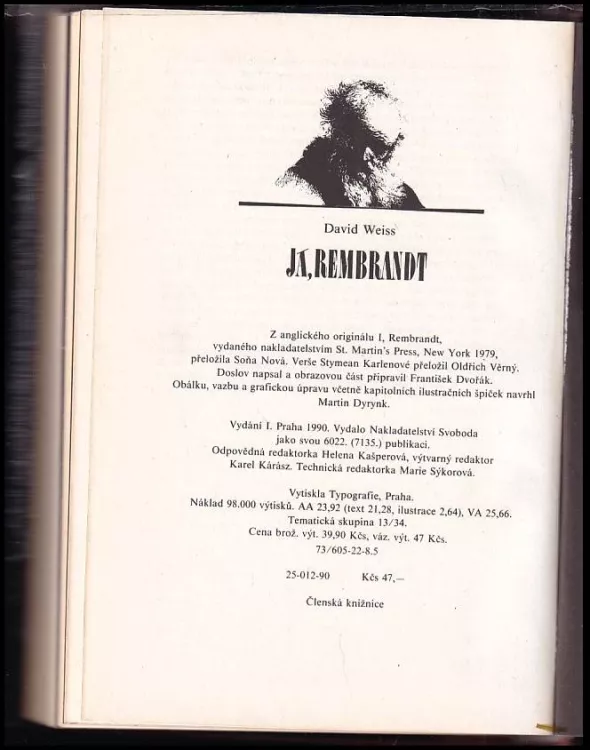 David Weiss
JÁ, REMBRANDT
Z anglického originálu I, Rembrandt,
vydaného nakladatelstvím St. Martin's Press, New York 1979,
přeložila Soňa Nová. Verše Stymean Karlenové přeložil Oldřich Věrný.
Doslov napsal a obrazovou část připravil František Dvořák.
Obálku, vazbu a grafickou úpravu včetně kapitolních ilustračních špiček navrhl
Martin Dyrynk.
Vydání I. Praha 1990. Vydalo Nakladatelství Svoboda
jako svou 6022. (7135.) publikaci.
Odpovědná redaktorka Helena Kašperová, výtvarný redaktor
Karel Kárász. Technická redaktorka Marie Sýkorová.
Vytiskla Typografie, Praha.
Náklad 98.000 výtisků. AA 23,92 (text 21,28, ilustrace 2,64), VA 25,66.
Tematická skupina 13/34.
Cena brož. výt. 39,90 Kčs, váz. výt. 47 Kčs.
73/605-22-8.5
25-012-90 Kčs 47,—
Členská knižnice